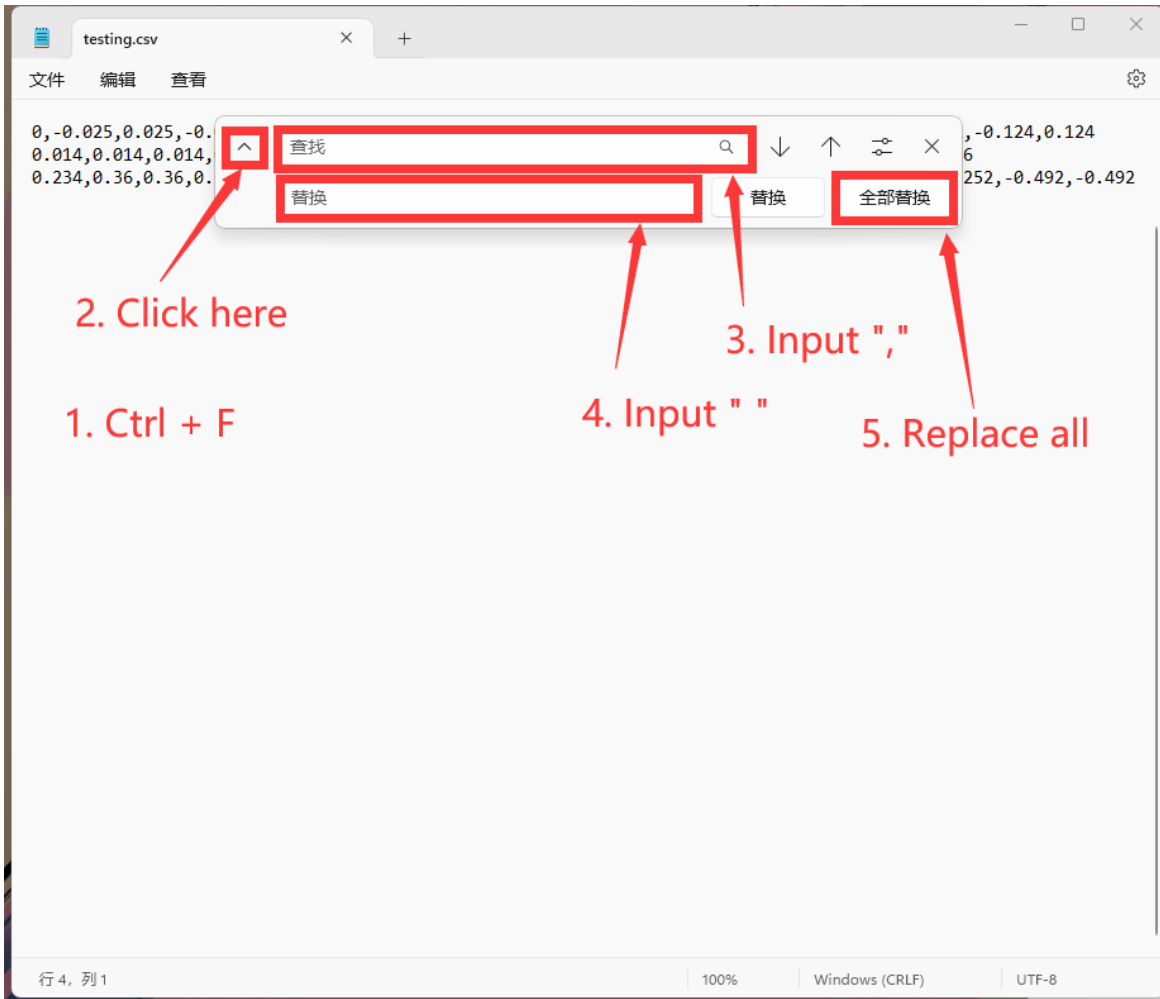 testing.csv
文件 编辑 查看
0,-0.025,0.025,-0. ,-0.124,0.124
0.014,0.014,0.014, 6
0.234,0.36,0.36,0. 252,-0.492,-0.492
查找
替换 替换 全部替换
2. Click here
3. Input ","
1. Ctrl + F
4. Input " "
5. Replace all
行 4, 列 1 100% Windows (CRLF) UTF-8